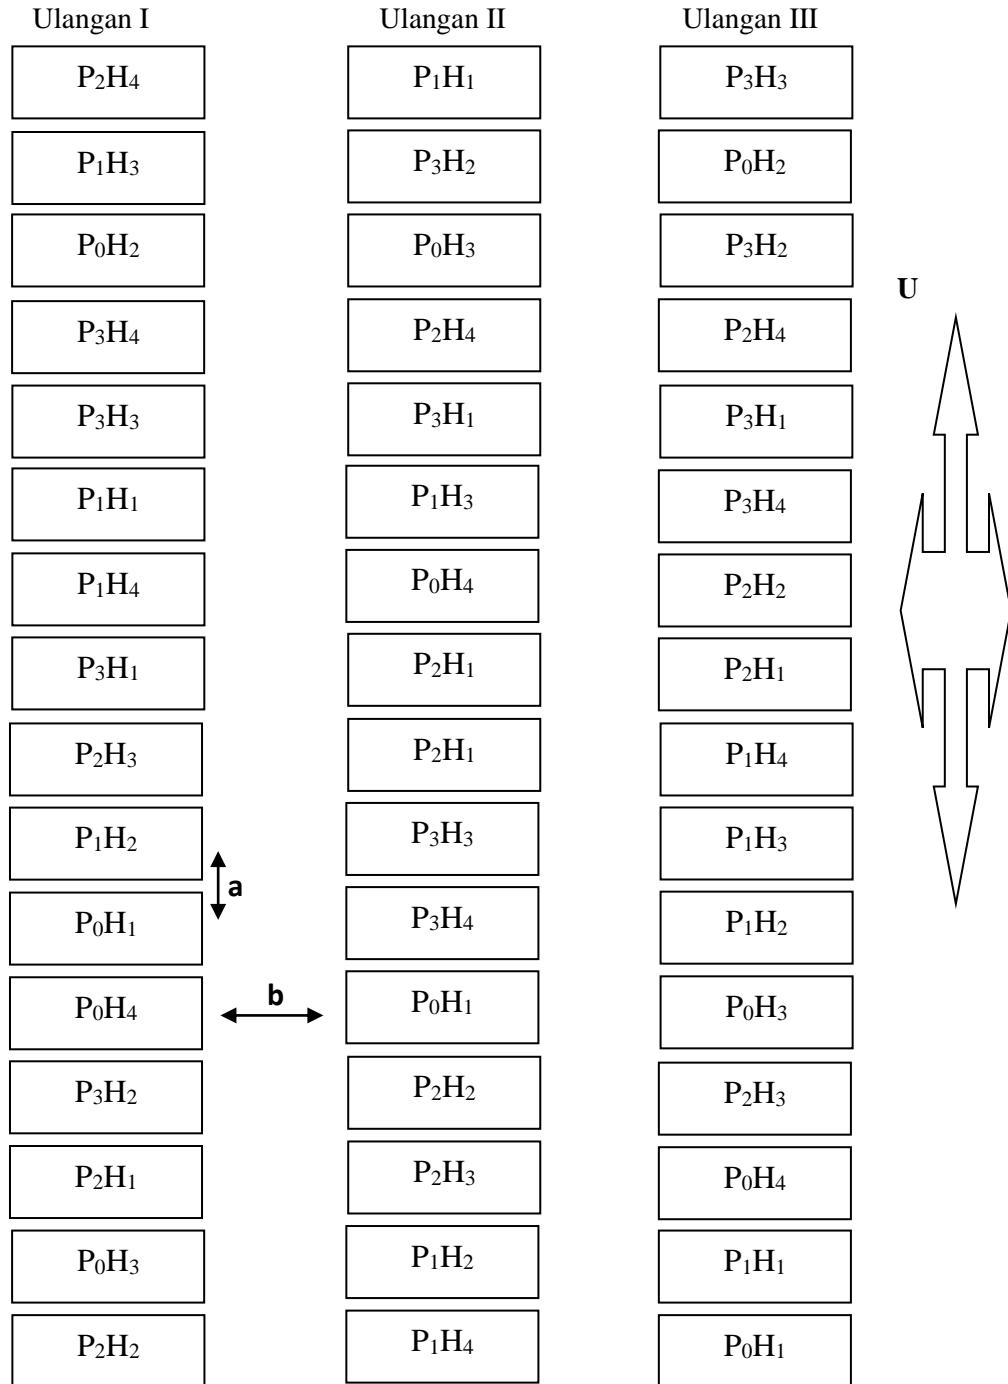 Ulangan I Ulangan II Ulangan III
P₂H₄ P₁H₁ P₃H₃
P₁H₃ P₃H₂ P₀H₂
P₀H₂ P₀H₃ P₃H₂
U
P₃H₄ P₂H₄ P₂H₄
P₃H₃ P₃H₁ P₃H₁
P₁H₁ P₁H₃ P₃H₄
P₁H₄ P₀H₄ P₂H₂
P₃H₁ P₂H₁ P₂H₁
P₂H₃ P₂H₁ P₁H₄
P₁H₂ P₃H₃ P₁H₃
a
P₀H₁ P₃H₄ P₁H₂
b
P₀H₄ P₀H₁ P₀H₃
P₃H₂ P₂H₂ P₂H₃
P₂H₁ P₂H₃ P₀H₄
P₀H₃ P₁H₂ P₁H₁
P₂H₂ P₁H₄ P₀H₁